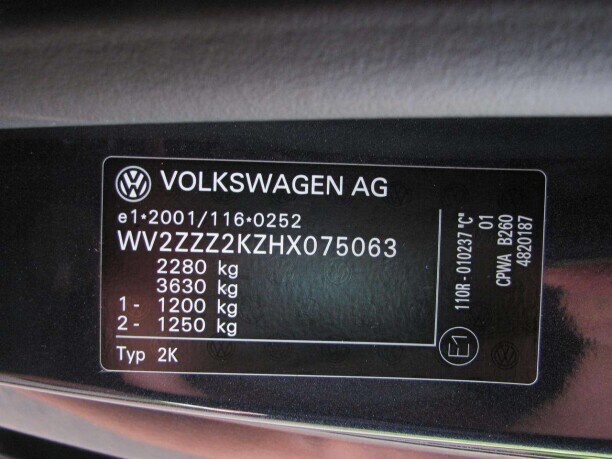 VOLKSWAGEN AG
e1*2001/116*0252
WV2ZZZ2KZHX075063
2280 kg
3630 kg
1 - 1200 kg
2 - 1250 kg
Typ 2K
110R - 010237 "C"
01
CPWA B260
4820187
E1